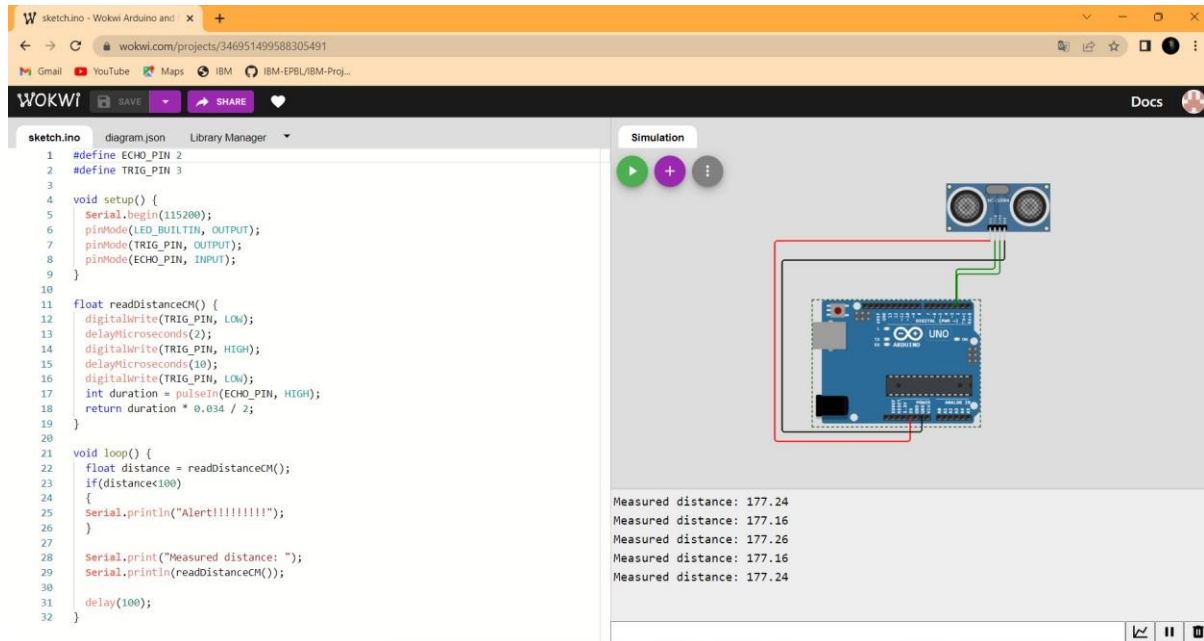 sketch.ino - Wokwi Arduino and
wokwi.com/projects/346951499588305491
Gmail YouTube Maps IBM IBM-EPBL/IBM-Proj...
WOKWI SAVE SHARE Docs
sketch.ino diagram.json Library Manager
1 #define ECHO_PIN 2
2 #define TRIG_PIN 3
3
4 void setup() {
5 Serial.begin(115200);
6 pinMode(LED_BUILTIN, OUTPUT);
7 pinMode(TRIG_PIN, OUTPUT);
8 pinMode(ECHO_PIN, INPUT);
9 }
10
11 float readDistanceCM() {
12 digitalWrite(TRIG_PIN, LOW);
13 delayMicroseconds(2);
14 digitalWrite(TRIG_PIN, HIGH);
15 delayMicroseconds(10);
16 digitalWrite(TRIG_PIN, LOW);
17 int duration = pulseIn(ECHO_PIN, HIGH);
18 return duration * 0.034 / 2;
19 }
20
21 void loop() {
22 float distance = readDistanceCM();
23 if(distance<100)
24 {
25 Serial.println("Alert!!!!!!!!!");
26 }
27
28 Serial.print("Measured distance: ");
29 Serial.println(readDistanceCM());
30
31 delay(100);
32 }
Simulation
UNO
ARDUINO
POWER
ANALOG IN
Measured distance: 177.24
Measured distance: 177.16
Measured distance: 177.26
Measured distance: 177.16
Measured distance: 177.24